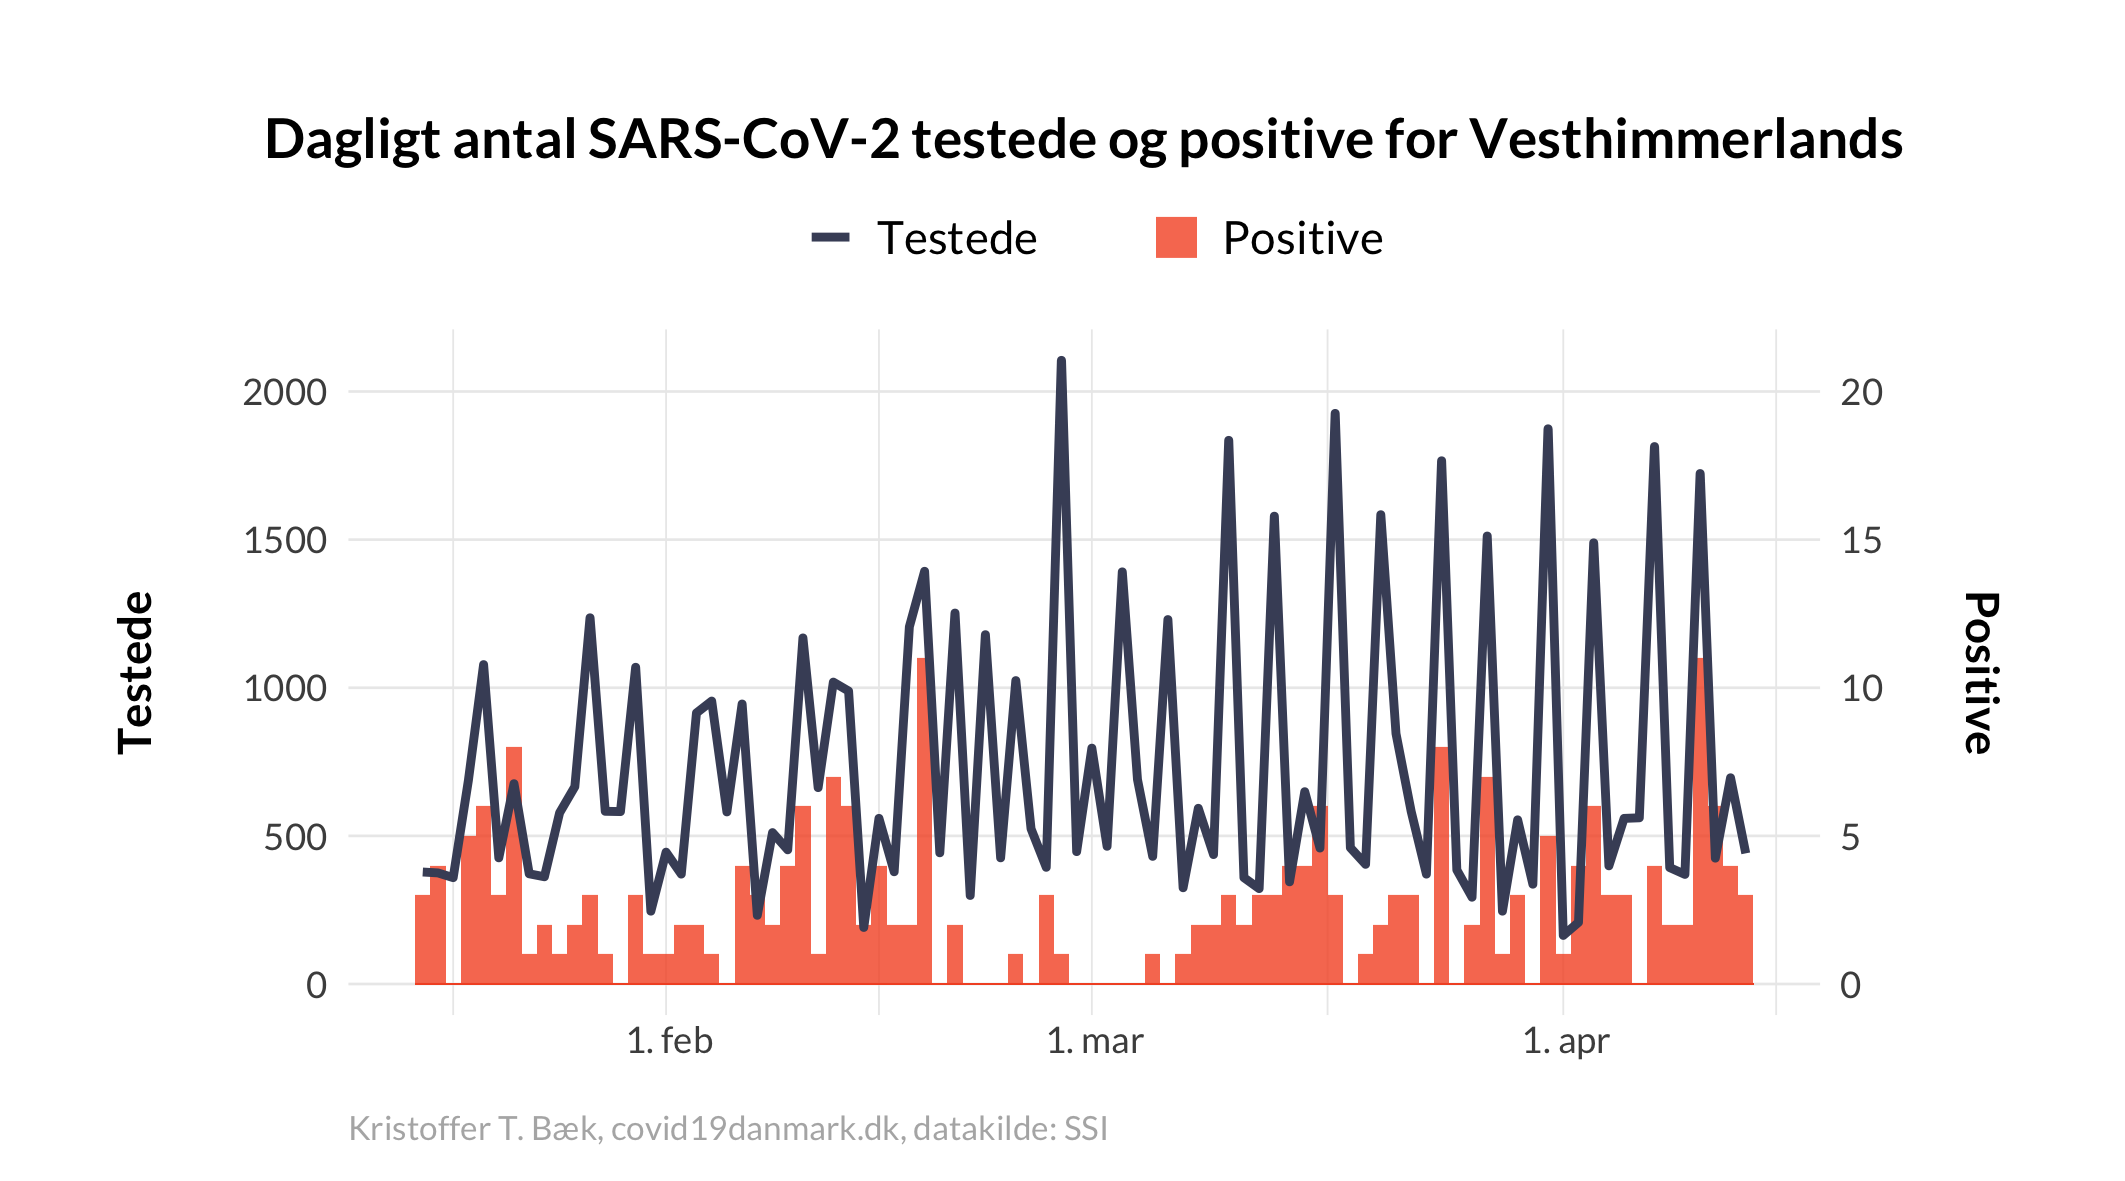 Dagligt antal SARS-CoV-2 testede og positive for Vesthimmerlands
Testede
Positive
2000
1500
1000
500
0
20
15
10
5
0
Testede
Positive
1. feb
1. mar
1. apr
Kristoffer T. Bæk, covid19danmark.dk, datakilde: SSI